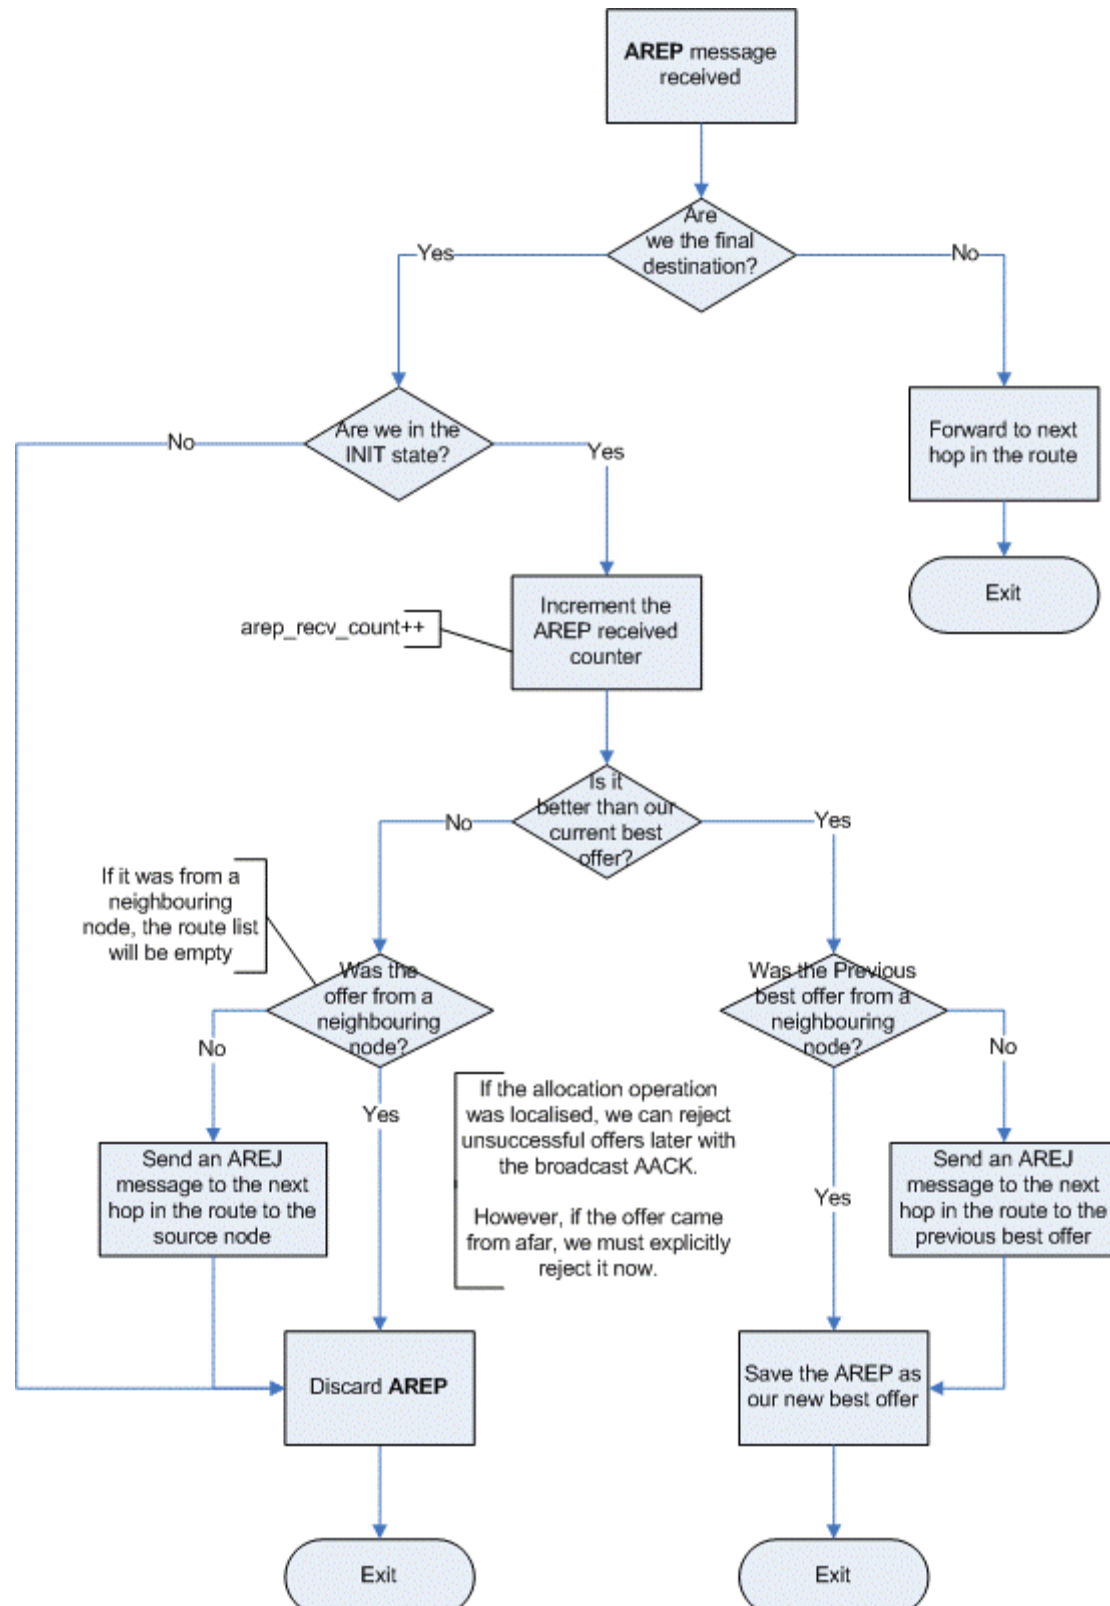 AREP message
received
Are
we the final
destination?
Yes
No
Are we in the
INIT state?
No
Yes
Forward to next
hop in the route
Exit
Increment the
AREP received
counter
arep_recv_count++
Is it
better than our
current best
offer?
No
Yes
If it was from a
neighbouring
node, the route list
will be empty
Was the
offer from a
neighbouring
node?
Was the Previous
best offer from a
neighbouring
node?
No
Yes
If the allocation operation
was localised, we can reject
unsuccessful offers later with
the broadcast AACK.
However, if the offer came
from afar, we must explicitly
reject it now.
Yes
No
Send an AREJ
message to the next
hop in the route to the
source node
Send an AREJ
message to the next
hop in the route to the
previous best offer
Discard AREP
Save the AREP as
our new best offer
Exit
Exit